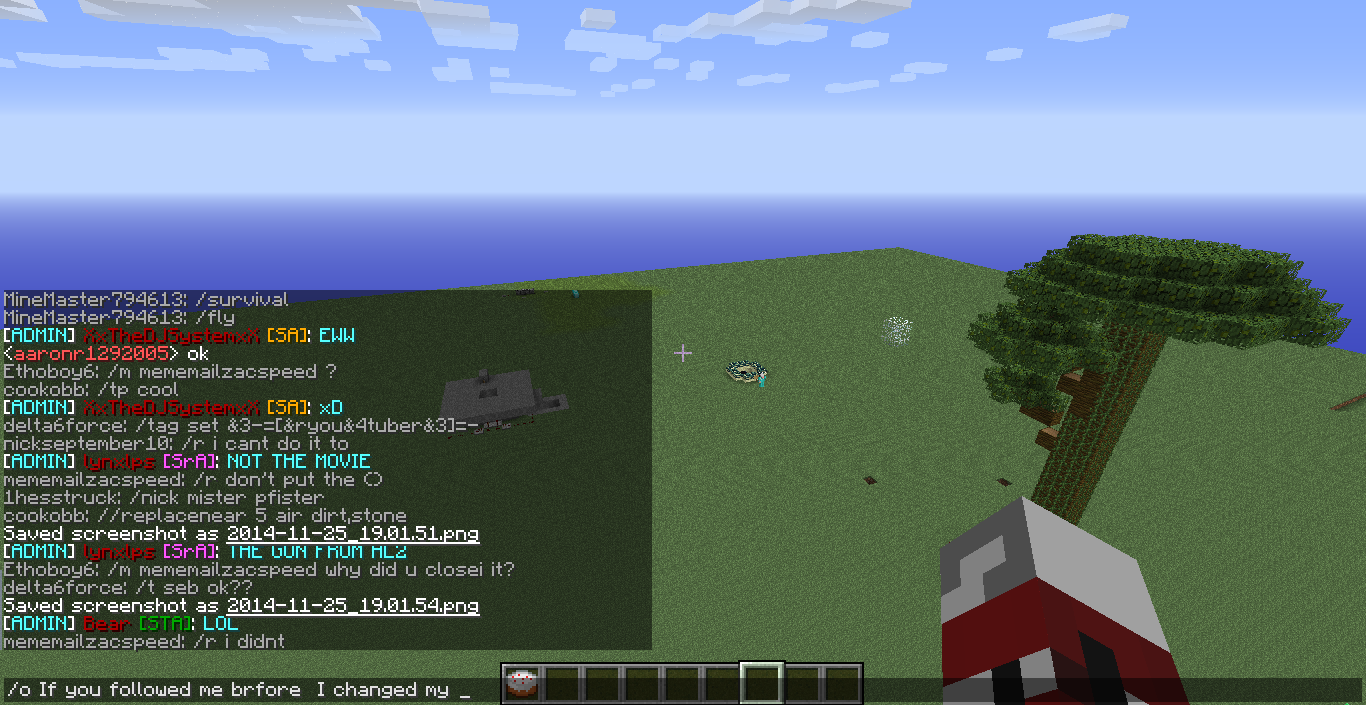 MineMaster794613: /survival
MineMaster794613: /fly
[ADMIN] XxTheDJSystemxX [SA]: EWW
<aaronr1292005> ok
Ethoboy6: /m mememailzacspeed ?
cookobb: /tp cool
[ADMIN] XxTheDJSystemxX [SA]: xD
delta6force: /tag set &3-=[&ryou&4tuber&3]=-
nickseptember10: /r i cant do it to
[ADMIN] lynxlps [SrA]: NOT THE MOVIE
mememailzacspeed: /r don't put the ()
1hesstruck: /nick mister pfister
cookobb: //replacenear 5 air dirt,stone
Saved screenshot as 2014-11-25_19.01.51.png
[ADMIN] lynxlps [SrA]: THE GUN FROM HL2
Ethoboy6: /m mememailzacspeed why did u closei it?
delta6force: /t seb ok??
Saved screenshot as 2014-11-25_19.01.54.png
[ADMIN] Bear [STA]: LOL
mememailzacspeed: /r i didnt
/o If you followed me brfore  I changed my _